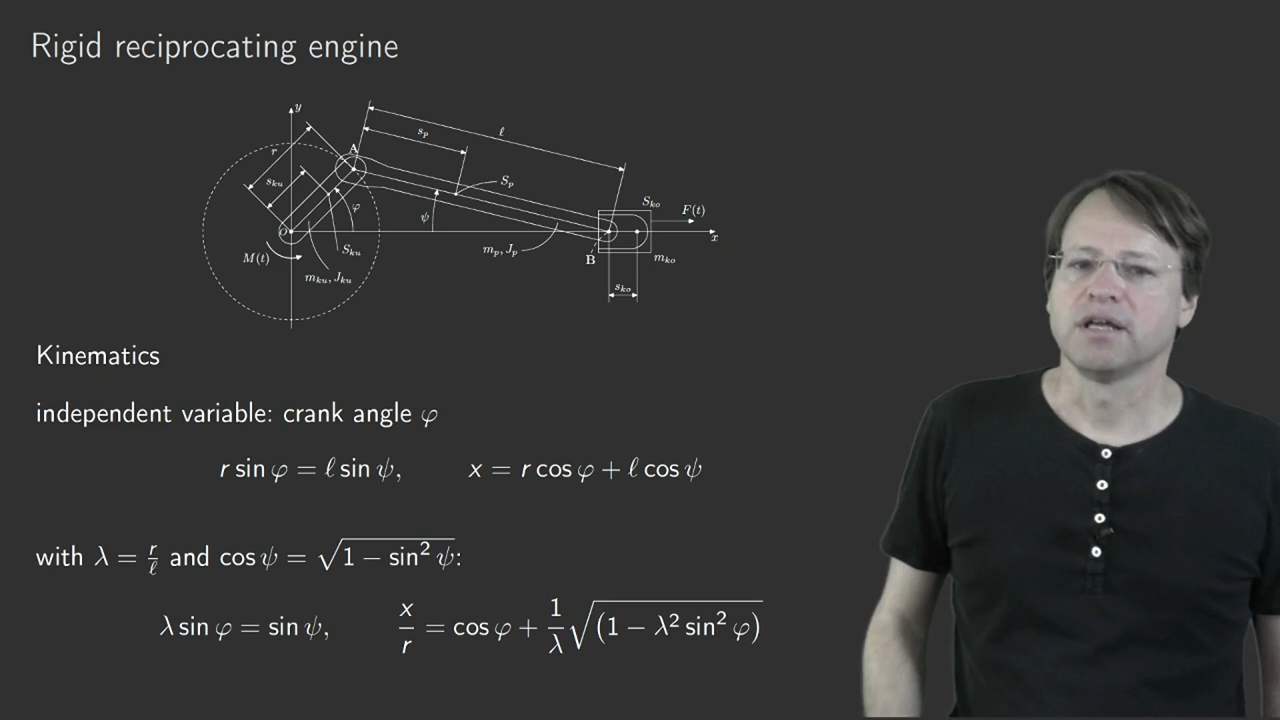 Rigid reciprocating engine
y
ℓ
s_p
A
r
s_ku
S_p
S_ko
F(t)
φ
ψ
O
x
S_ku
m_p, J_p
M(t)
B
m_ko
m_ku, J_ku
s_ko
Kinematics
independent variable: crank angle φ
r sin φ = ℓ sin ψ, x = r cos φ + ℓ cos ψ
with λ = r/ℓ and cos ψ = √(1 − sin² ψ):
λ sin φ = sin ψ, x/r = cos φ + 1/λ √((1 − λ² sin² φ))